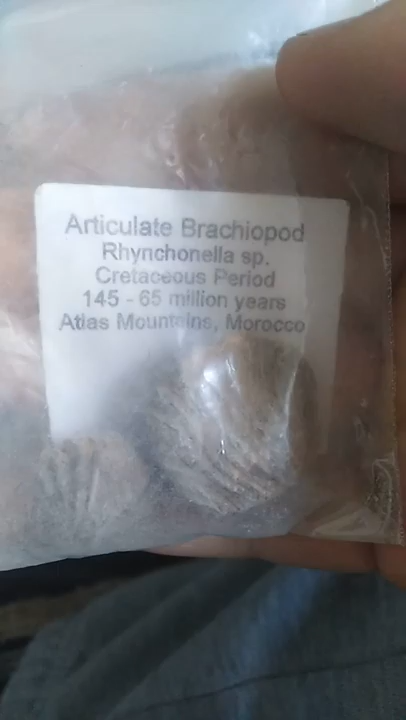 Articulate Brachiopod
Rhynchonella sp.
Cretaceous Period
145 - 65 million years
Atlas Mountains, Morocco